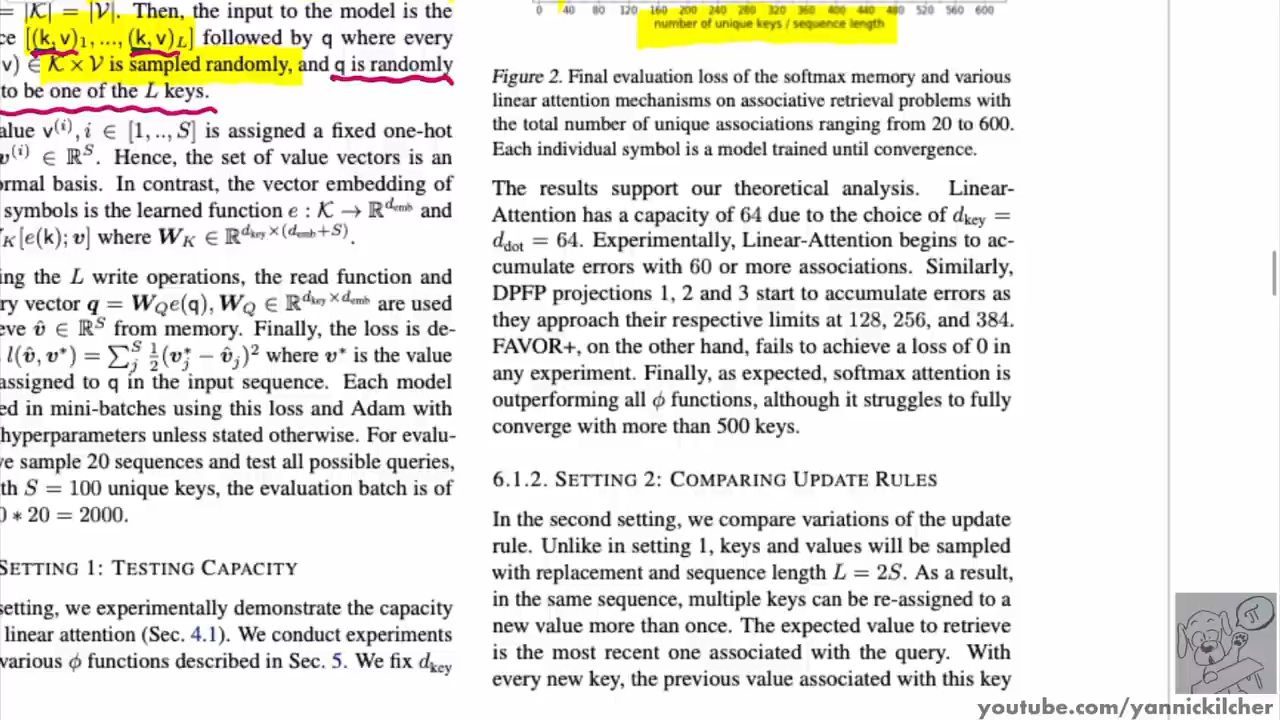 = |K| = |V|. Then, the input to the model is the
ce [(k, v)₁, ..., (k, v)_L] followed by q where every
v) ∈ K × V is sampled randomly, and q is randomly
to be one of the L keys.
alue v⁽ⁱ⁾, i ∈ [1, .., S] is assigned a fixed one-hot
v⁽ⁱ⁾ ∈ ℝ^S. Hence, the set of value vectors is an
ormal basis. In contrast, the vector embedding of
symbols is the learned function e : K → ℝ^{d_emb} and
K[e(k); v] where W_K ∈ ℝ^{d_key×(d_emb+S)}.
ing the L write operations, the read function and
ry vector q = W_Q e(q), W_Q ∈ ℝ^{d_key×d_emb} are used
eve v̂ ∈ ℝ^S from memory. Finally, the loss is de-
l(v̂, v*) = ∑_j^S ½(v*_j − v̂_j)² where v* is the value
assigned to q in the input sequence. Each model
ed in mini-batches using this loss and Adam with
hyperparameters unless stated otherwise. For evalu-
ve sample 20 sequences and test all possible queries,
th S = 100 unique keys, the evaluation batch is of
0 * 20 = 2000.
SETTING 1: TESTING CAPACITY
setting, we experimentally demonstrate the capacity
linear attention (Sec. 4.1). We conduct experiments
various ϕ functions described in Sec. 5. We fix d_key
0 40 80 120 160 200 240 280 320 360 400 440 480 520 560 600
number of unique keys / sequence length
Figure 2. Final evaluation loss of the softmax memory and various
linear attention mechanisms on associative retrieval problems with
the total number of unique associations ranging from 20 to 600.
Each individual symbol is a model trained until convergence.
The results support our theoretical analysis. Linear-
Attention has a capacity of 64 due to the choice of d_key =
d_dot = 64. Experimentally, Linear-Attention begins to ac-
cumulate errors with 60 or more associations. Similarly,
DPFP projections 1, 2 and 3 start to accumulate errors as
they approach their respective limits at 128, 256, and 384.
FAVOR+, on the other hand, fails to achieve a loss of 0 in
any experiment. Finally, as expected, softmax attention is
outperforming all ϕ functions, although it struggles to fully
converge with more than 500 keys.
6.1.2. SETTING 2: COMPARING UPDATE RULES
In the second setting, we compare variations of the update
rule. Unlike in setting 1, keys and values will be sampled
with replacement and sequence length L = 2S. As a result,
in the same sequence, multiple keys can be re-assigned to a
new value more than once. The expected value to retrieve
is the most recent one associated with the query. With
every new key, the previous value associated with this key
π
youtube.com/yannickilcher